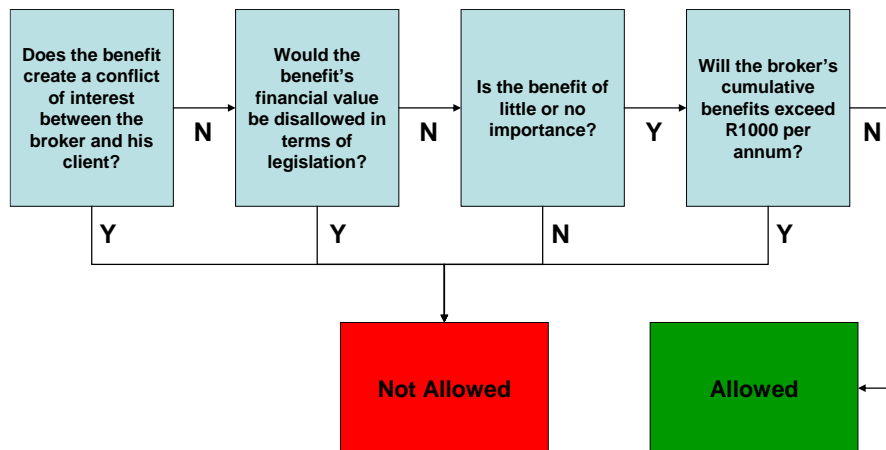 Does the benefit
create a conflict
of interest
between the
broker and his
client?
N
Would the
benefit's
financial value
be disallowed in
terms of
legislation?
N
Is the benefit of
little or no
importance?
Y
Will the broker's
cumulative
benefits exceed
R1000 per
annum?
N
Y
Y
N
Y
Not Allowed
Allowed